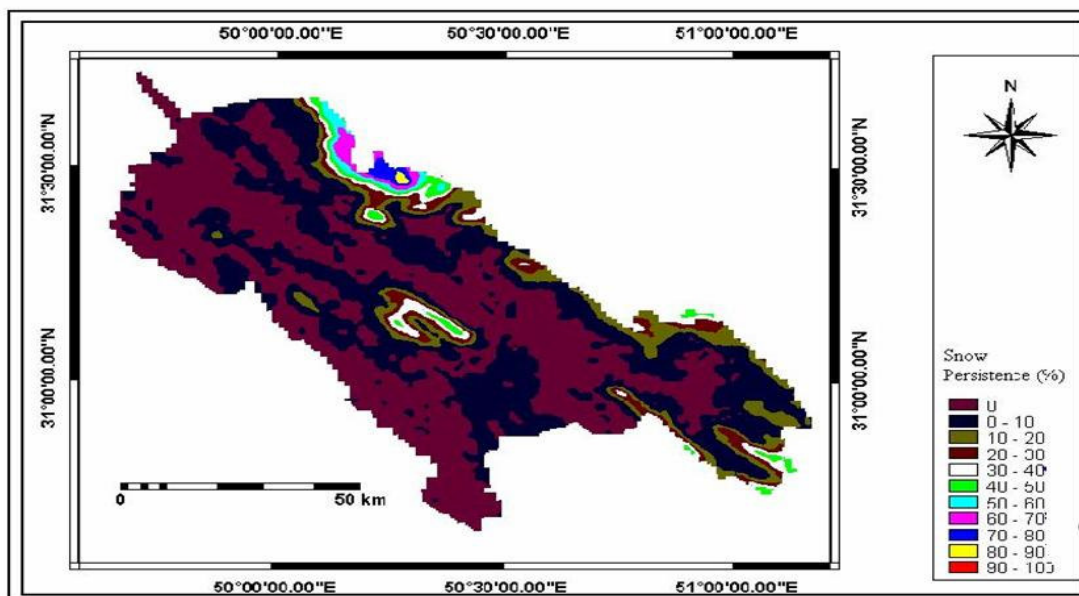 50°00'00.00"E 50°30'00.00"E 51°00'00.00"E
31°30'00.00"N
31°30'00.00"N
31°00'00.00"N
31°00'00.00"N
0 50 km
50°00'00.00"E 50°30'00.00"E 51°00'00.00"E
N
Snow
Persistence (%)
0
0 - 10
10 - 20
20 - 30
30 - 40
40 - 50
50 - 60
60 - 70
70 - 80
80 - 90
90 - 100